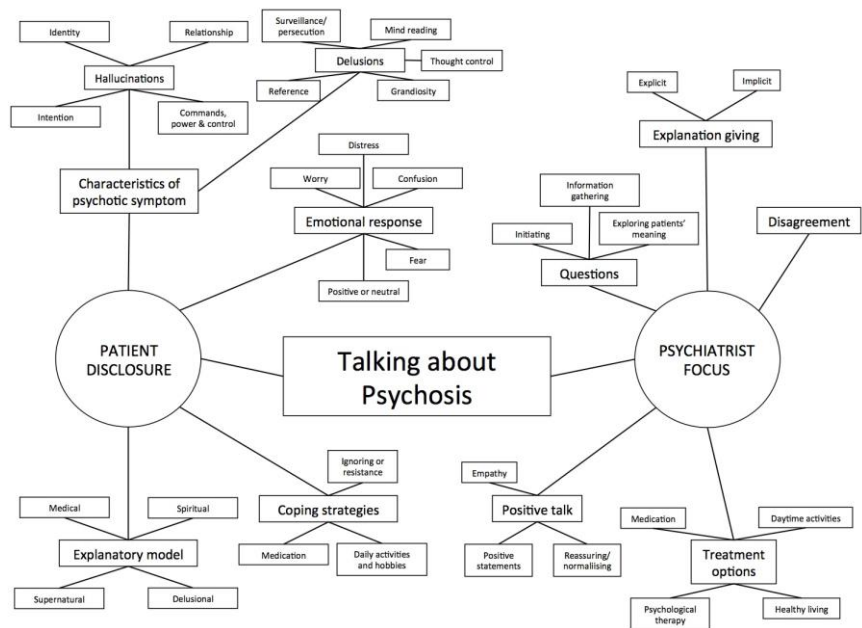 Surveillance/
persecution
Mind reading
Identity
Relationship
Delusions
Thought control
Hallucinations
Reference
Grandiosity
Intention
Commands,
power & control
Characteristics of
psychotic symptom
Distress
Worry
Confusion
Emotional response
Fear
Positive or neutral
Explicit
Implicit
Explanation giving
Information
gathering
Initiating
Exploring patients'
meaning
Questions
Disagreement
PATIENT
DISCLOSURE
Talking about
Psychosis
PSYCHIATRIST
FOCUS
Medical
Spiritual
Explanatory model
Supernatural
Delusional
Ignoring or
resistance
Coping strategies
Medication
Daily activities
and hobbies
Empathy
Positive talk
Positive
statements
Reassuring/
normaliising
Medication
Daytime activities
Treatment
options
Psychological
therapy
Healthy living